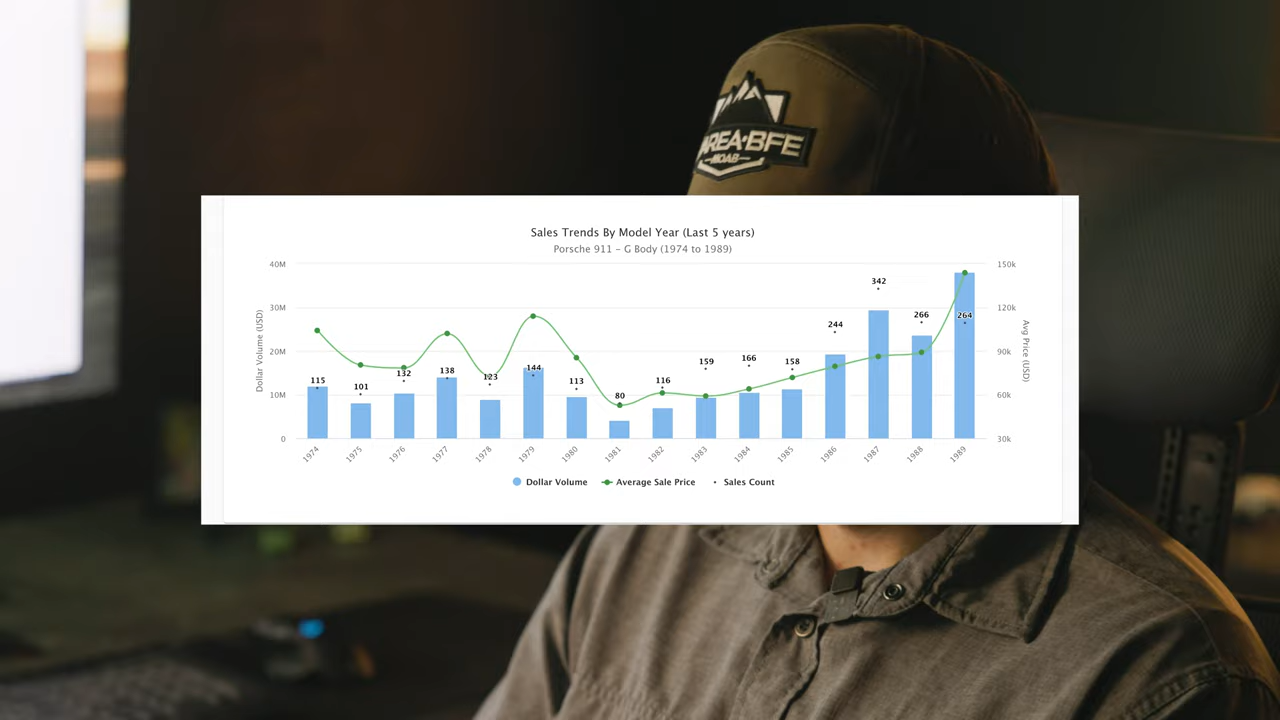 AREA·BFE
MOAB
Sales Trends By Model Year (Last 5 years)
Porsche 911 – G Body (1974 to 1989)
40M
30M
20M
10M
0
Dollar Volume (USD)
150k
120k
90k
60k
30k
Avg Price (USD)
115
101
132
138
123
144
113
80
116
159
166
158
244
342
266
264
1974
1975
1976
1977
1978
1979
1980
1981
1982
1983
1984
1985
1986
1987
1988
1989
Dollar Volume Average Sale Price Sales Count